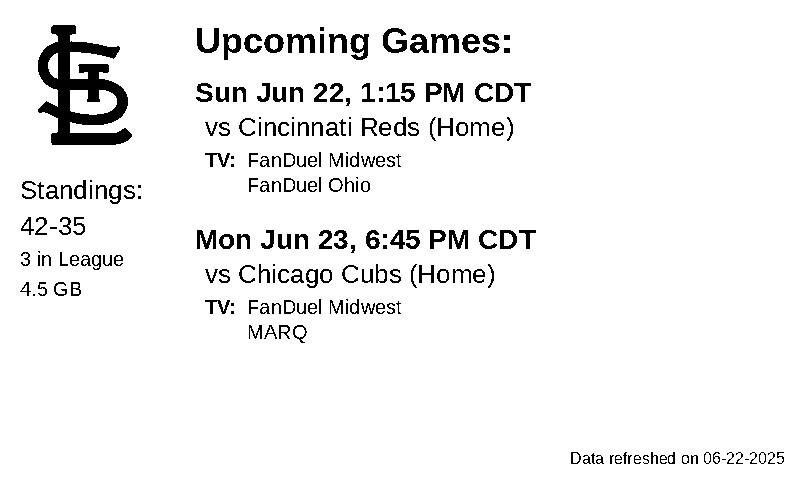 STL
Upcoming Games:
Sun Jun 22, 1:15 PM CDT
vs Cincinnati Reds (Home)
TV: FanDuel Midwest
FanDuel Ohio
Standings:
42-35
3 in League
4.5 GB
Mon Jun 23, 6:45 PM CDT
vs Chicago Cubs (Home)
TV: FanDuel Midwest
MARQ
Data refreshed on 06-22-2025